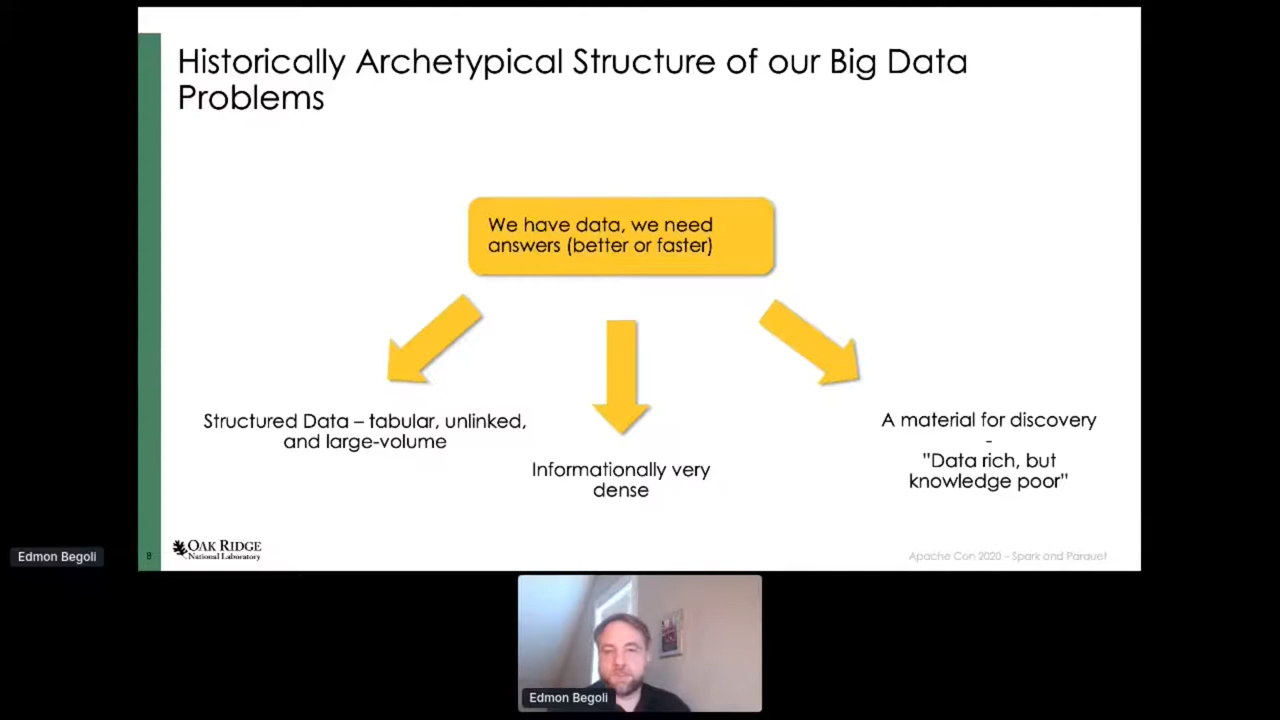 Historically Archetypical Structure of our Big Data
Problems
We have data, we need
answers (better or faster)
Structured Data – tabular, unlinked,
and large-volume
Informationally very
dense
A material for discovery
-
"Data rich, but
knowledge poor"
8
OAK RIDGE
National Laboratory
Apache Con 2020 – Spark and Parquet
Edmon Begoli
Edmon Begoli